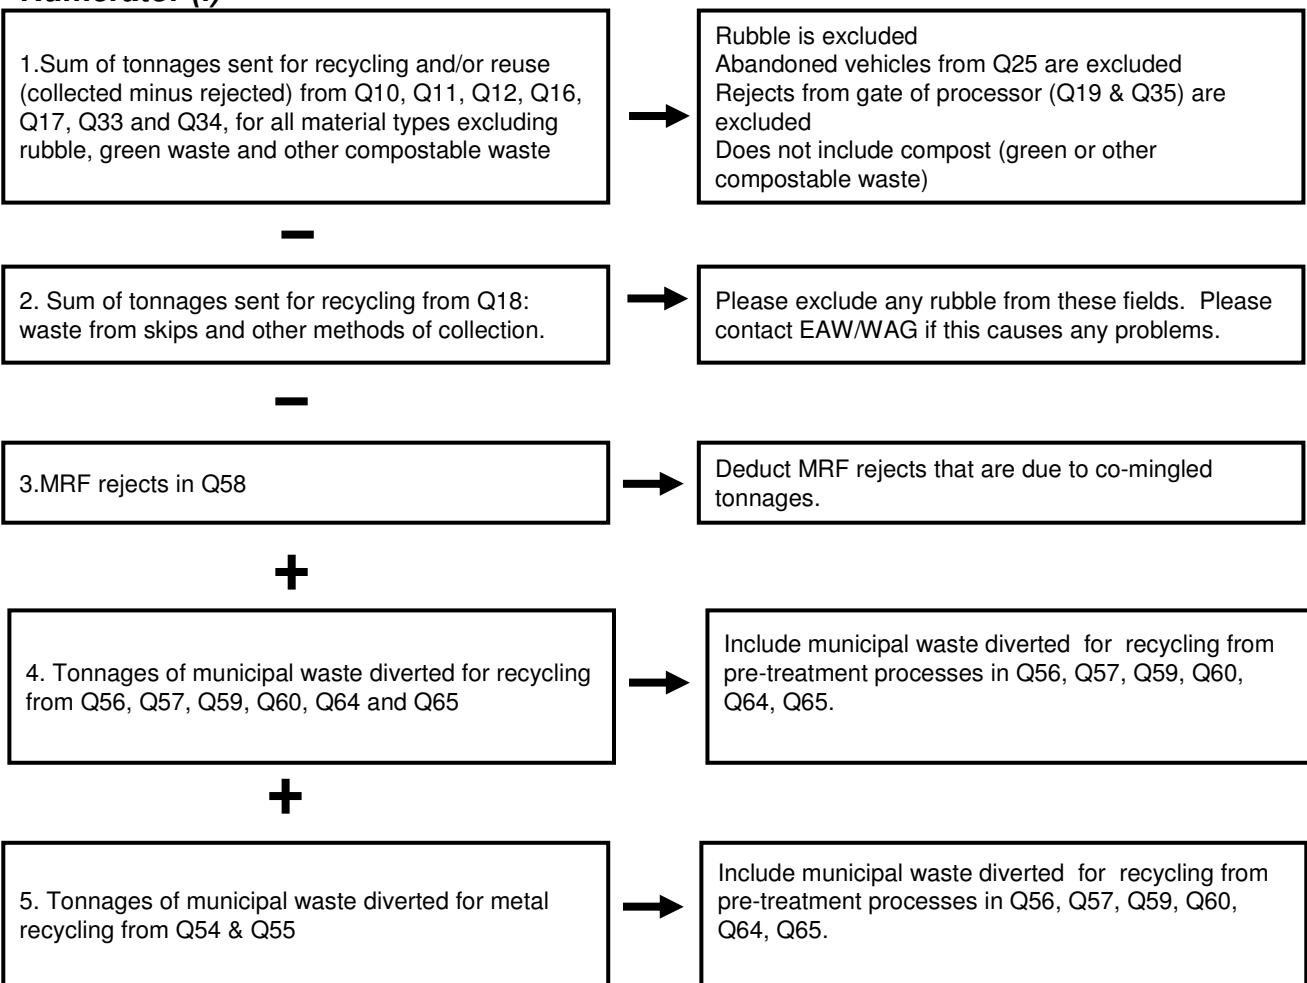 1.Sum of tonnages sent for recycling and/or reuse
(collected minus rejected) from Q10, Q11, Q12, Q16,
Q17, Q33 and Q34, for all material types excluding
rubble, green waste and other compostable waste
Rubble is excluded
Abandoned vehicles from Q25 are excluded
Rejects from gate of processor (Q19 & Q35) are
excluded
Does not include compost (green or other
compostable waste)
–
2. Sum of tonnages sent for recycling from Q18:
waste from skips and other methods of collection.
Please exclude any rubble from these fields.  Please
contact EAW/WAG if this causes any problems.
–
3.MRF rejects in Q58
Deduct MRF rejects that are due to co-mingled
tonnages.
+
4. Tonnages of municipal waste diverted for recycling
from Q56, Q57, Q59, Q60, Q64 and Q65
Include municipal waste diverted  for  recycling from
pre-treatment processes in Q56, Q57, Q59, Q60,
Q64, Q65.
+
5. Tonnages of municipal waste diverted for metal
recycling from Q54 & Q55
Include municipal waste diverted  for  recycling from
pre-treatment processes in Q56, Q57, Q59, Q60,
Q64, Q65.